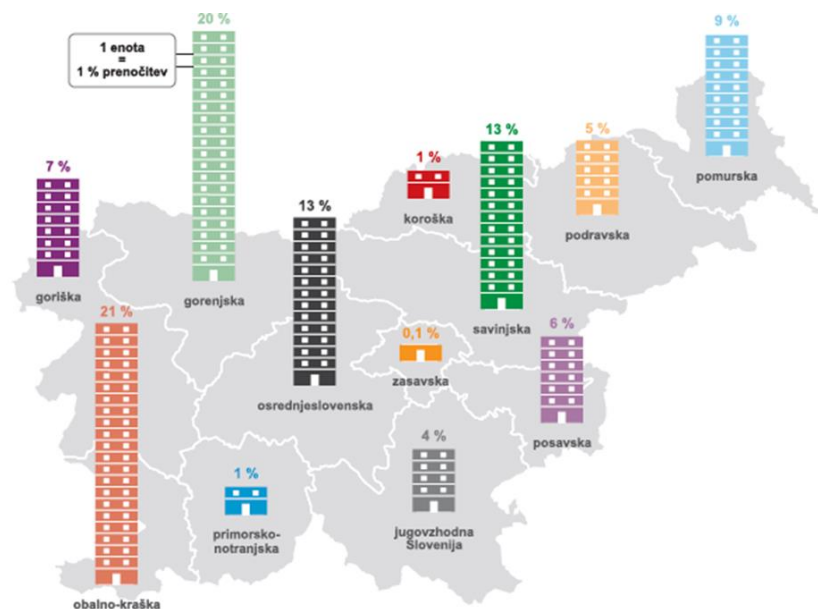 20 %
1 enota
=
1 % prenočitev
gorenjska
9 %
pomurska
7 %
goriška
13 %
osrednjeslovenska
1 %
koroška
13 %
savinjska
5 %
podravska
21 %
obalno-kraška
0,1 %
zasavska
6 %
posavska
1 %
primorsko-
notranjska
4 %
jugovzhodna
Slovenija